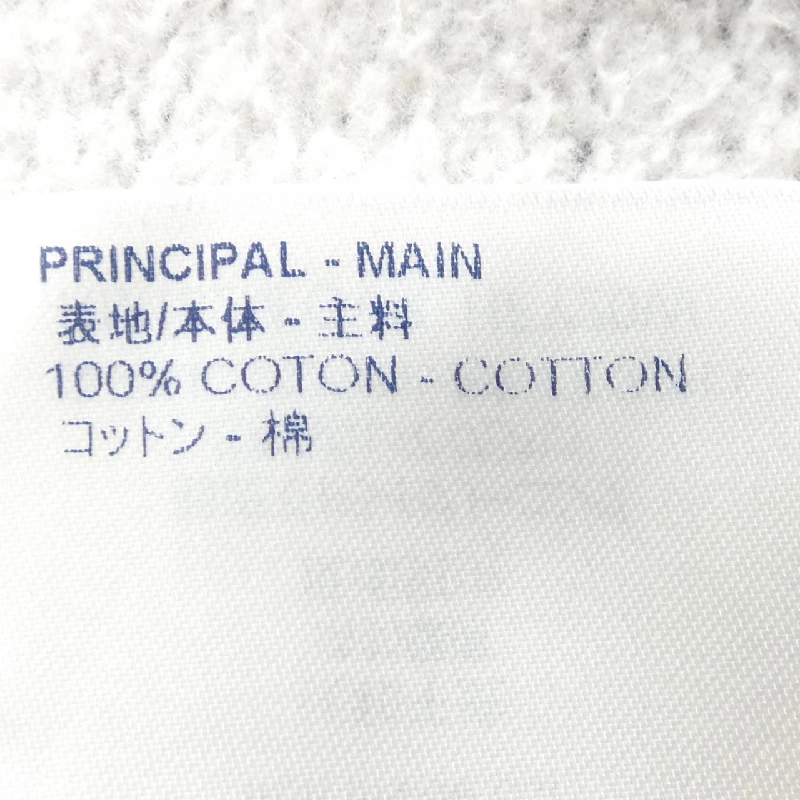 PRINCIPAL - MAIN
表地/本体 - 主料
100% COTON - COTTON
コットン - 棉